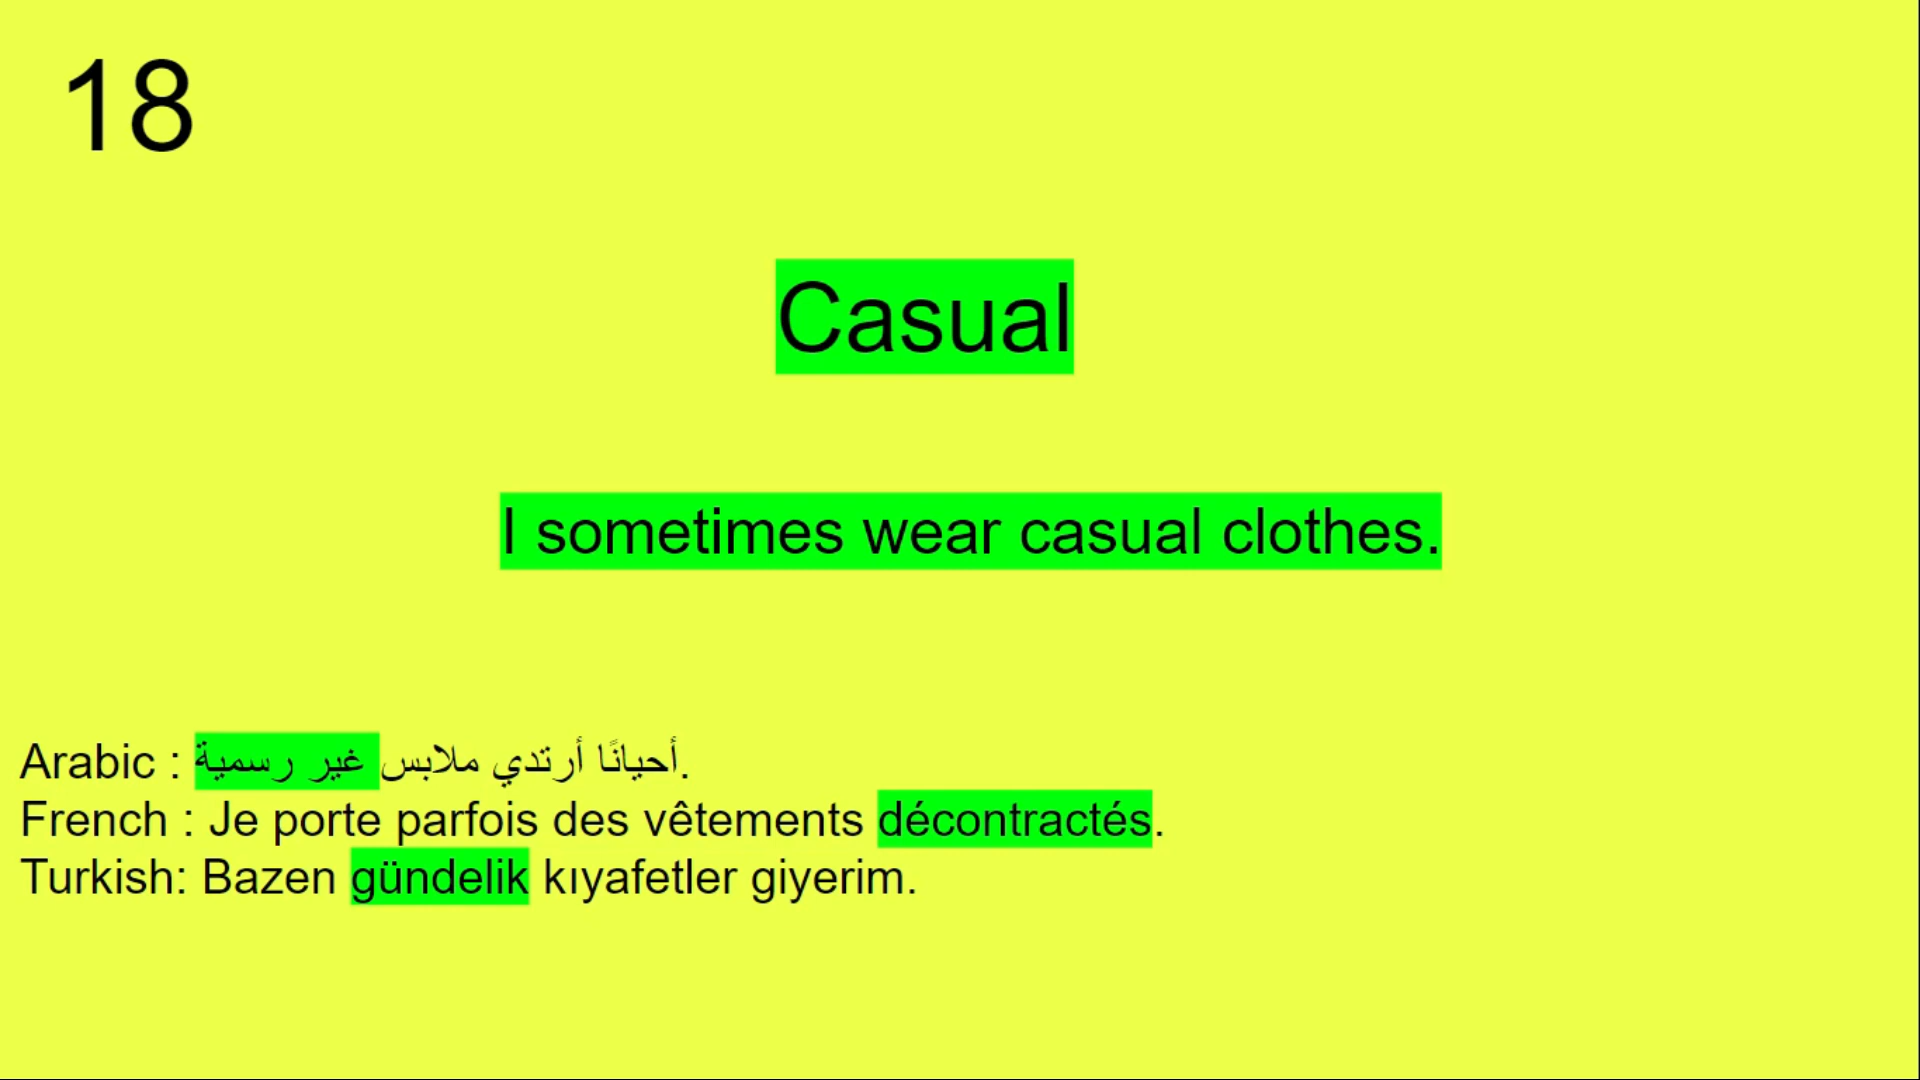 18
Casual
I sometimes wear casual clothes.
Arabic : أحيانًا أرتدي ملابس غير رسمية.
French : Je porte parfois des vêtements décontractés.
Turkish: Bazen gündelik kıyafetler giyerim.